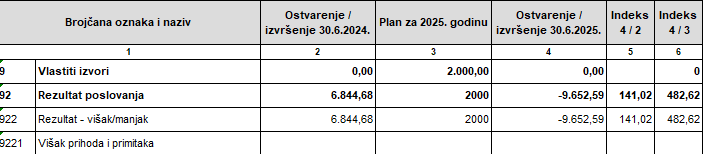 Brojčana oznaka i naziv Ostvarenje / izvršenje 30.6.2024. Plan za 2025. godinu Ostvarenje / izvršenje 30.6.2025. Indeks 4 / 2 Indeks 4 / 3
1 2 3 4 5 6
9 Vlastiti izvori 0,00 2.000,00 0,00 0
92 Rezultat poslovanja 6.844,68 2000 -9.652,59 141,02 482,62
922 Rezultat - višak/manjak 6.844,68 2000 -9.652,59 141,02 482,62
9221 Višak prihoda i primitaka